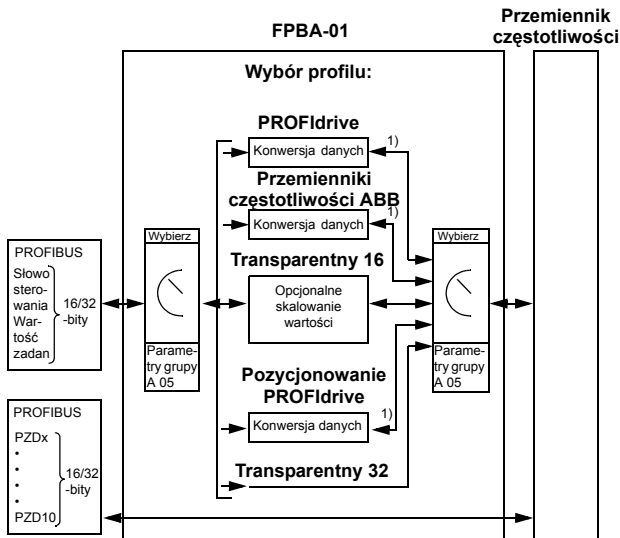 Przemiennik
częstotliwości
FPBA-01
Wybór profilu:
PROFIdrive
Konwersja danych
1)
Przemienniki
częstotliwości ABB
Konwersja danych
1)
Transparentny 16
Opcjonalne
skalowanie
wartości
Pozycjonowanie
PROFIdrive
1)
Konwersja danych
Transparentny 32
Wybierz
Parame-
try grupy
A 05
Wybierz
Parame-
try grupy
A 05
PROFIBUS
Słowo
stero-
wania
War-
tość
zadan
16/32
-bity
PROFIBUS
PZDx
•
•
•
•
PZD10
16/32
-bity